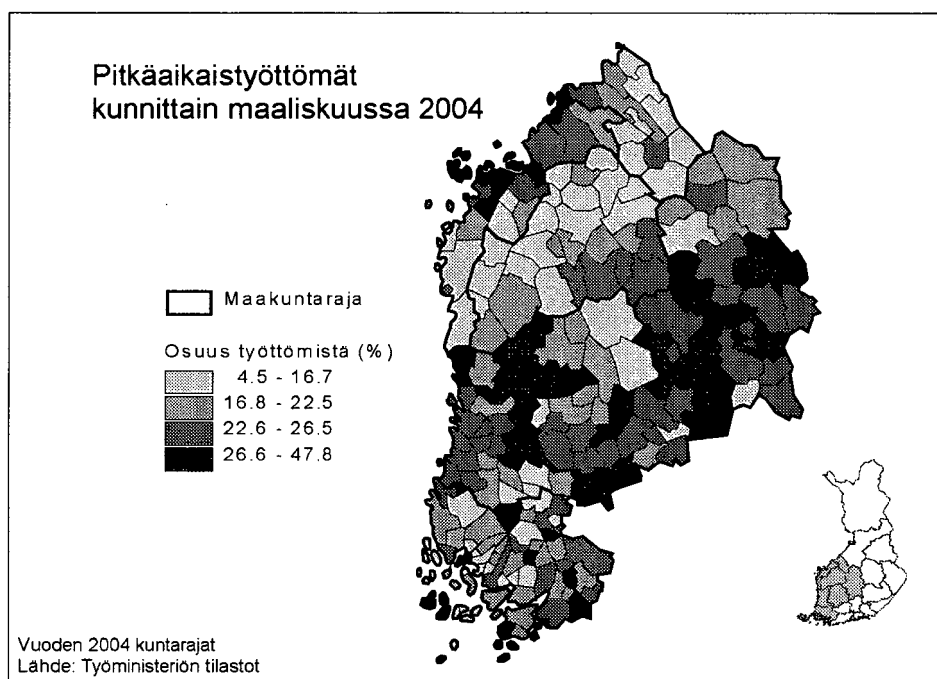 Pitkäaikaistyöttömät
kunnittain maaliskuussa 2004
Maakuntaraja
Osuus työttömistä (%)
4.5 - 16.7
16.8 - 22.5
22.6 - 26.5
26.6 - 47.8
Vuoden 2004 kuntarajat
Lähde: Työministeriön tilastot